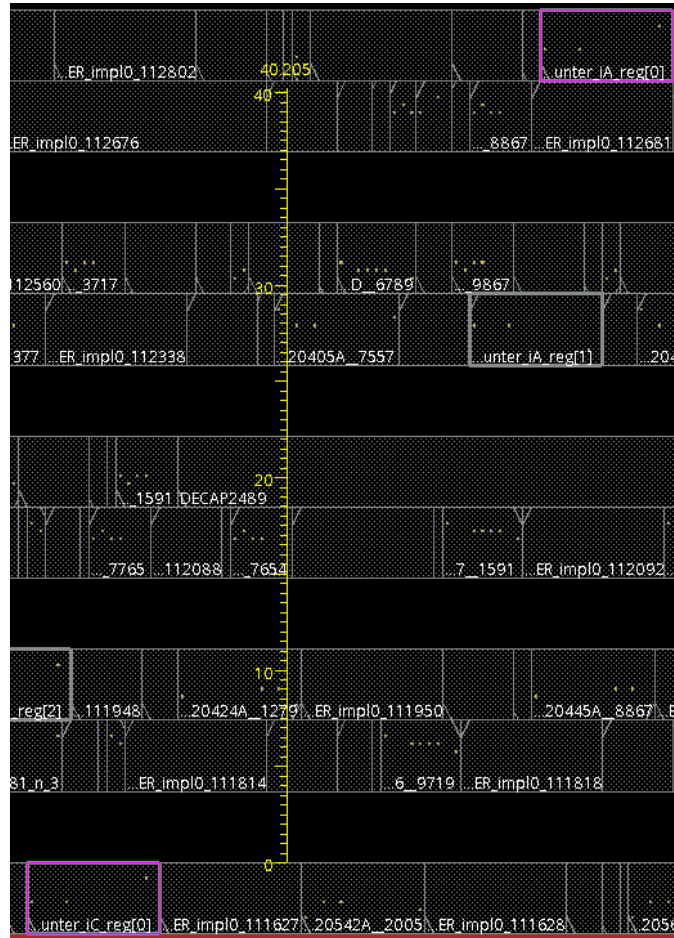 ...ER_impl0_112802 ...unter_iA_reg[0]
40.205
40
ER_impl0_112676 ..._8867 ...ER_impl0_112681
112560 ..._3717 D__6789 ..._9867
30
377 ...ER_impl0_112338 ...20405A__7557 ...unter_iA_reg[1] ...204
20
..._1591 DECAP2489
..._7765 ...112088 ..._7654 ...7__1591 ...ER_impl0_112092
10
_reg[2] ...111948 ...20424A__1279 ...ER_impl0_111950 ...20445A__8867
81_n_3 ...ER_impl0_111814 ...6__9719 ...ER_impl0_111818
0
...unter_iC_reg[0] ...ER_impl0_111627 ...20542A__2005 ...ER_impl0_111628